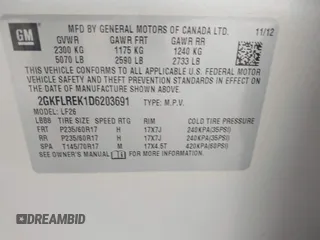 GM
MFD BY GENERAL MOTORS OF CANADA LTD. 11/12
GVWR GAWR FRT GAWR RR
2300 KG 1175 KG 1240 KG
5070 LB 2590 LB 2733 LB
THIS VEHICLE CONFORMS TO ALL APPLICABLE U.S. FEDERAL
MOTOR VEHICLE SAFETY, BUMPER, AND THEFT PREVENTION
STANDARDS IN EFFECT ON THE DATE OF MANUFACTURE SHOWN ABOVE.
2GKFLREK1D6203691 TYPE: M.P.V.
MODEL: LF26
TIRE SIZE SPEED RTG RIM COLD TIRE PRESSURE
FRT P235/60R17 H 17X7J 240KPA(35PSI)
RR P235/60R17 H 17X7J 240KPA(35PSI)
SPA T145/70R17 M 17X4.5T 420KPA(60PSI)
SEE OWNER MANUAL FOR MORE INFORMATION.
DREAMBID